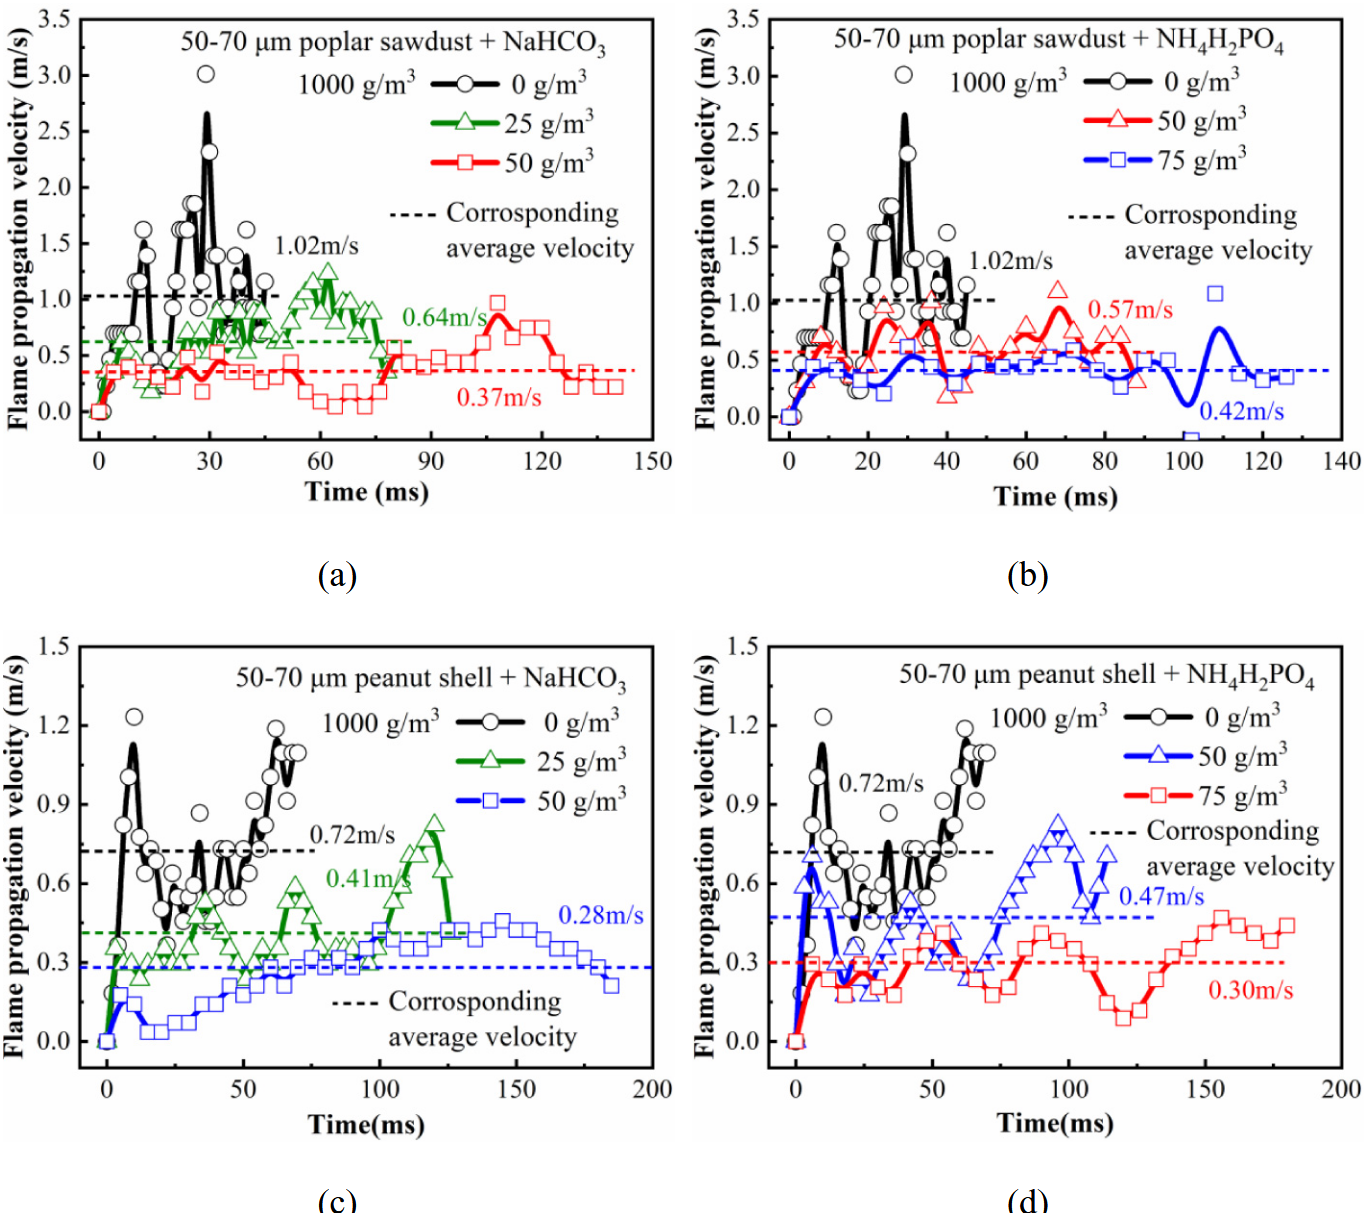 50-70 μm poplar sawdust + NaHCO3
1000 g/m3
0 g/m3
25 g/m3
50 g/m3
Corrosponding
average velocity
1.02m/s
0.64m/s
0.37m/s
Flame propagation velocity (m/s)
3.5
3.0
2.5
2.0
1.5
1.0
0.5
0.0
0 30 60 90 120 150
Time (ms)
(a)
50-70 μm poplar sawdust + NH4H2PO4
1000 g/m3
0 g/m3
50 g/m3
75 g/m3
Corrosponding
average velocity
1.02m/s
0.57m/s
0.42m/s
Flame propagation velocity (m/s)
3.5
3.0
2.5
2.0
1.5
1.0
0.5
0.0
0 20 40 60 80 100 120 140
Time (ms)
(b)
50-70 μm peanut shell + NaHCO3
1000 g/m3
0 g/m3
25 g/m3
50 g/m3
0.72m/s
0.41m/s
0.28m/s
Corrosponding
average velocity
Flame propagation velocity (m/s)
1.5
1.2
0.9
0.6
0.3
0.0
0 50 100 150 200
Time(ms)
(c)
50-70 μm peanut shell + NH4H2PO4
1000 g/m3
0 g/m3
50 g/m3
75 g/m3
0.72m/s
Corrosponding
average velocity
0.47m/s
0.30m/s
Flame propagation velocity (m/s)
1.5
1.2
0.9
0.6
0.3
0.0
0 50 100 150 200
Time(ms)
(d)